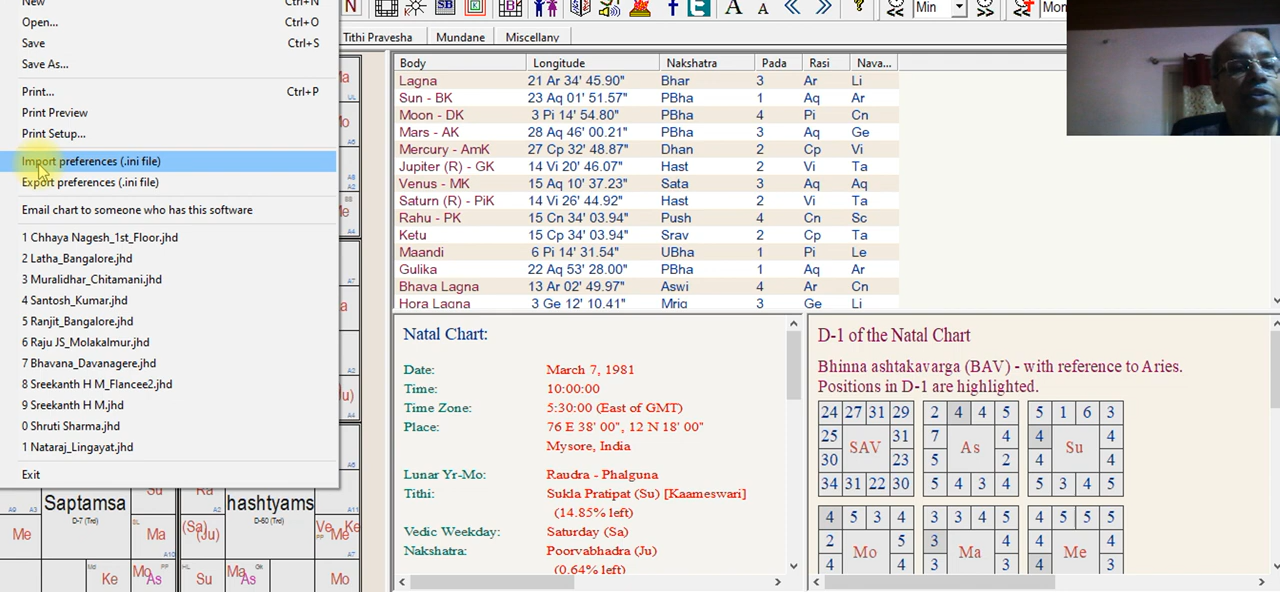 New Ctrl+N
Open... Ctrl+O
Save Ctrl+S
Save As...
Print... Ctrl+P
Print Preview
Print Setup...
Import preferences (.ini file)
Export preferences (.ini file)
Email chart to someone who has this software
1 Chhaya Nagesh_1st_Floor.jhd
2 Latha_Bangalore.jhd
3 Muralidhar_Chitamani.jhd
4 Santosh_Kumar.jhd
5 Ranjit_Bangalore.jhd
6 Raju JS_Molakalmur.jhd
7 Bhavana_Davanagere.jhd
8 Sreekanth H M_FIancee2.jhd
9 Sreekanth H M.jhd
0 Shruti Sharma.jhd
1 Nataraj_Lingayat.jhd
Exit
N SB A A ? Min Mon
Tithi Pravesha Mundane Miscellany
Body Longitude Nakshatra Pada Rasi Nava...
Lagna 21 Ar 34' 45.90" Bhar 3 Ar Li
Sun - BK 23 Aq 01' 51.57" PBha 1 Aq Ar
Moon - DK 3 Pi 14' 54.80" PBha 4 Pi Cn
Mars - AK 28 Aq 46' 00.21" PBha 3 Aq Ge
Mercury - AmK 27 Cp 32' 48.87" Dhan 2 Cp Vi
Jupiter (R) - GK 14 Vi 20' 46.07" Hast 2 Vi Ta
Venus - MK 15 Aq 10' 37.23" Sata 3 Aq Aq
Saturn (R) - PiK 14 Vi 26' 44.92" Hast 2 Vi Ta
Rahu - PK 15 Cn 34' 03.94" Push 4 Cn Sc
Ketu 15 Cp 34' 03.94" Srav 2 Cp Ta
Maandi 6 Pi 14' 31.54" UBha 1 Pi Le
Gulika 22 Aq 53' 28.00" PBha 1 Aq Ar
Bhava Lagna 13 Ar 02' 49.97" Aswi 4 Ar Cn
Hora Lagna 3 Ge 12' 10.41" Mrig 3 Ge Li
Natal Chart:
Date: March 7, 1981
Time: 10:00:00
Time Zone: 5:30:00 (East of GMT)
Place: 76 E 38' 00", 12 N 18' 00"
Mysore, India
Lunar Yr-Mo: Raudra - Phalguna
Tithi: Sukla Pratipat (Su) [Kaameswari]
(14.85% left)
Vedic Weekday: Saturday (Sa)
Nakshatra: Poorvabhadra (Ju)
(0.64% left)
D-1 of the Natal Chart
Bhinna ashtakavarga (BAV) - with reference to Aries.
Positions in D-1 are highlighted.
24 27 31 29 2 4 4 5 5 1 6 3
25 31 7 4 4 4
SAV As Su
30 23 5 2 4 4
34 31 22 30 5 4 3 4 5 3 4 5
4 5 3 4 3 3 4 5 4 5 5 5
2 5 3 4 4 4
Mo Ma Me
4 4 3 3 4 3
Saptamsa
D-7 (Trd)
Su
Me Ma
Ke Mo As
hashtyams
D-60 (Trd)
Ra
(Sa) (Ju) Ve Me Ke
Su Ma As Mo